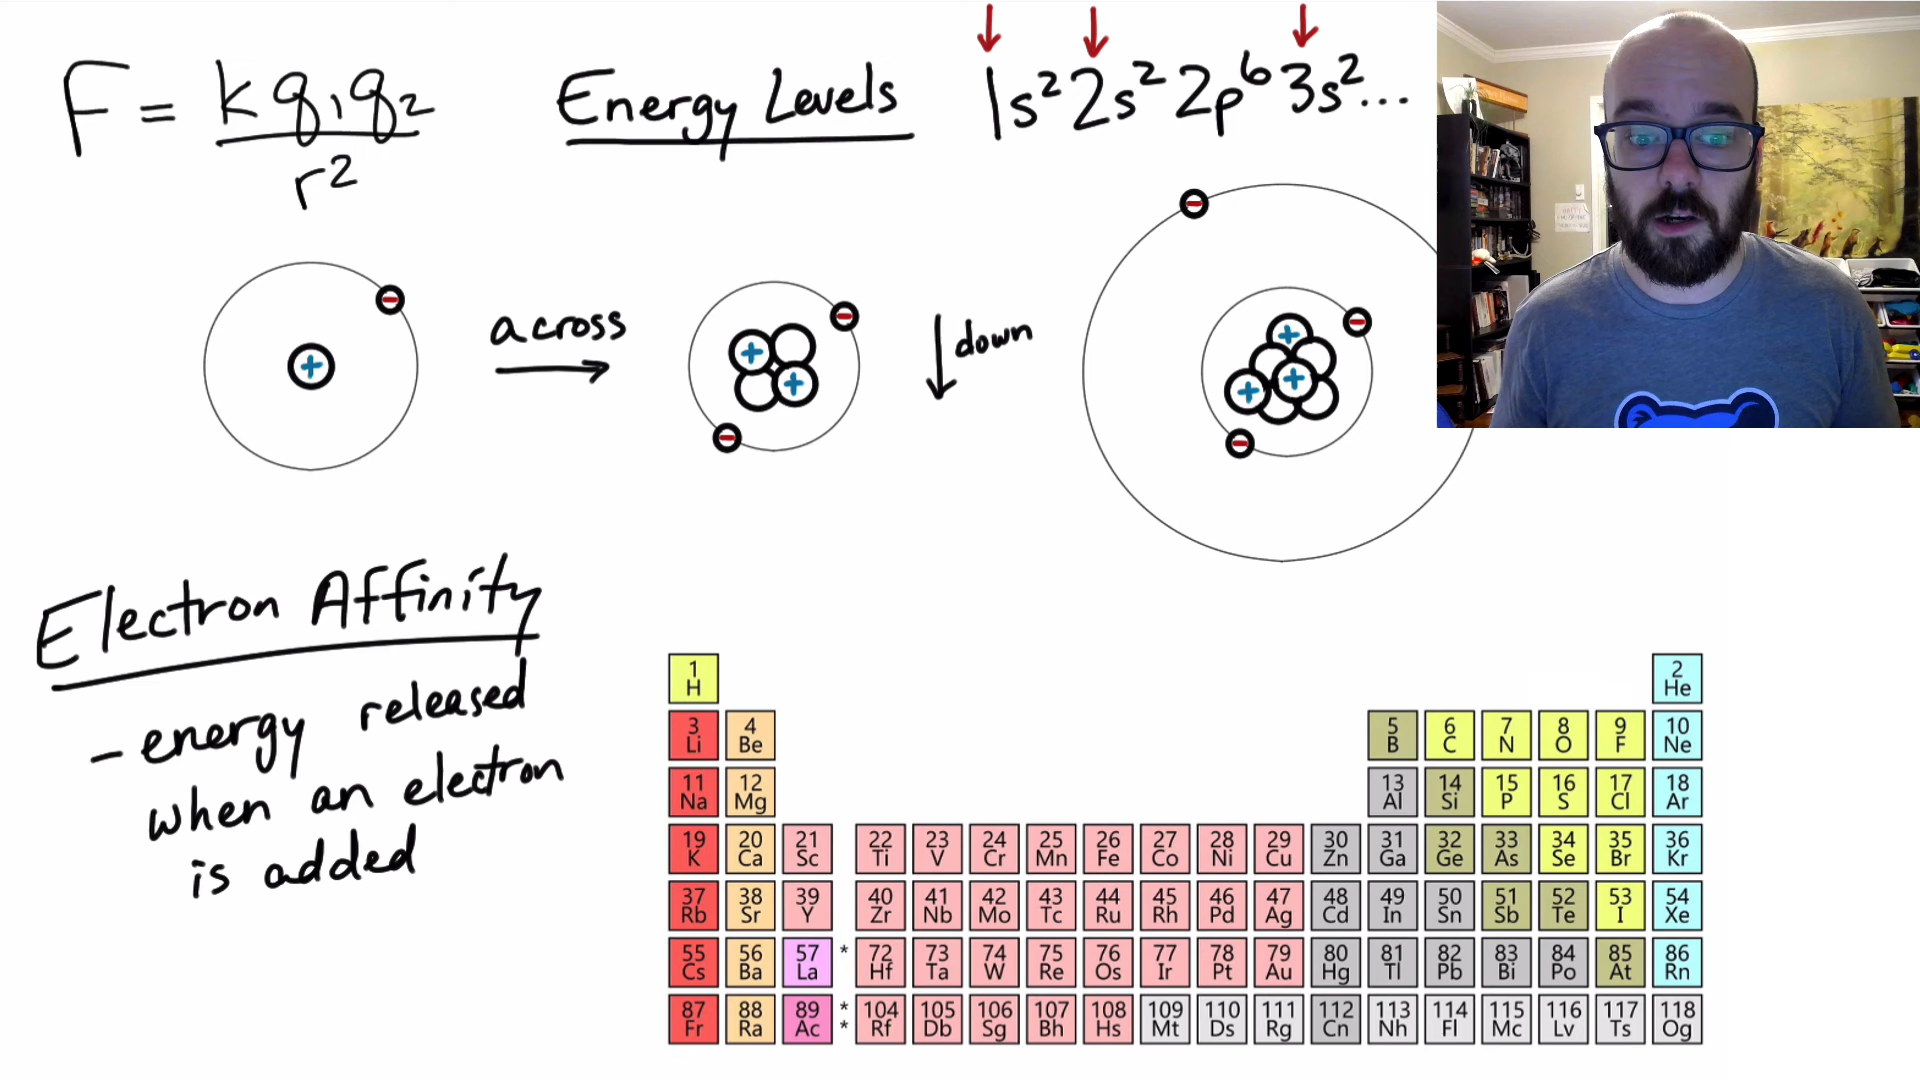 F = kq₁q₂
r²
Energy Levels
1s² 2s² 2p⁶ 3s²...
across
down
Electron Affinity
- energy released
when an electron
is added
1 2
H He
3 4 5 6 7 8 9 10
Li Be B C N O F Ne
11 12 13 14 15 16 17 18
Na Mg Al Si P S Cl Ar
19 20 21 22 23 24 25 26 27 28 29 30 31 32 33 34 35 36
K Ca Sc Ti V Cr Mn Fe Co Ni Cu Zn Ga Ge As Se Br Kr
37 38 39 40 41 42 43 44 45 46 47 48 49 50 51 52 53 54
Rb Sr Y Zr Nb Mo Tc Ru Rh Pd Ag Cd In Sn Sb Te I Xe
55 56 57 * 72 73 74 75 76 77 78 79 80 81 82 83 84 85 86
Cs Ba La Hf Ta W Re Os Ir Pt Au Hg Tl Pb Bi Po At Rn
87 88 89 * 104 105 106 107 108 109 110 111 112 113 114 115 116 117 118
Fr Ra Ac * Rf Db Sg Bh Hs Mt Ds Rg Cn Nh Fl Mc Lv Ts Og